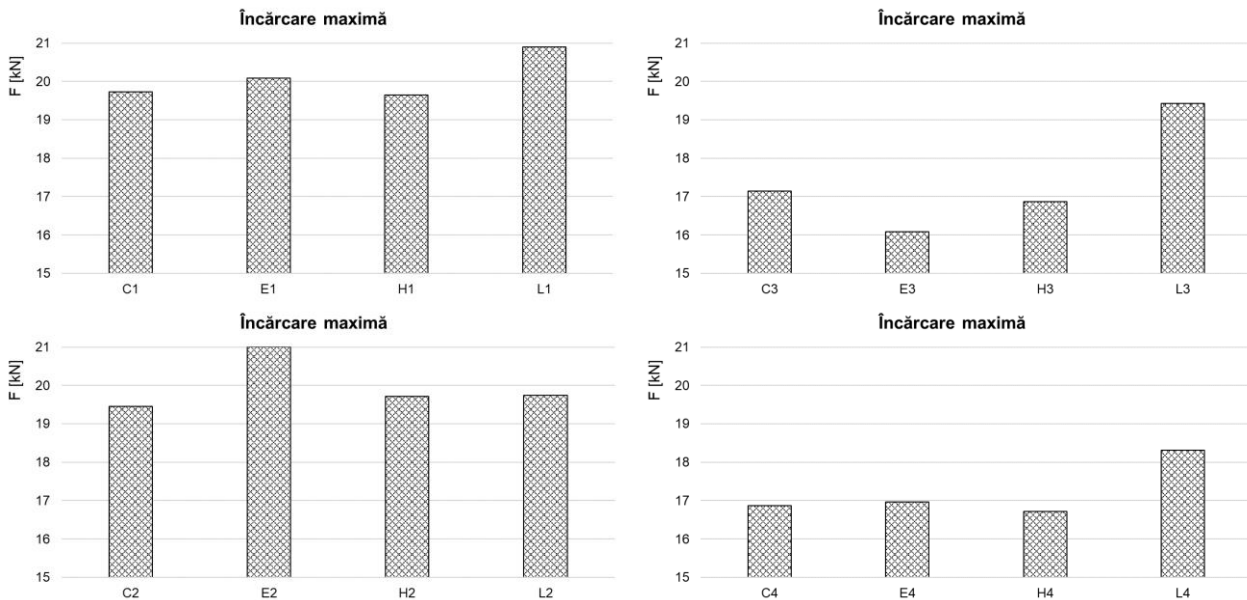 Încărcare maximă
F [kN]
21
20
19
18
17
16
15
C1 E1 H1 L1
Încărcare maximă
F [kN]
21
20
19
18
17
16
15
C3 E3 H3 L3
Încărcare maximă
F [kN]
21
20
19
18
17
16
15
C2 E2 H2 L2
Încărcare maximă
F [kN]
21
20
19
18
17
16
15
C4 E4 H4 L4